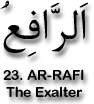 اَلرَّافِعُ
23. AR-RAFI
The Exalter